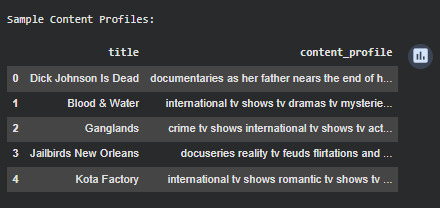 Sample Content Profiles:
title content_profile
0 Dick Johnson Is Dead documentaries as her father nears the end of h...
1 Blood & Water international tv shows tv dramas tv mysterie...
2 Ganglands crime tv shows international tv shows tv act...
3 Jailbirds New Orleans docuseries reality tv feuds flirtations and ...
4 Kota Factory international tv shows romantic tv shows tv ...